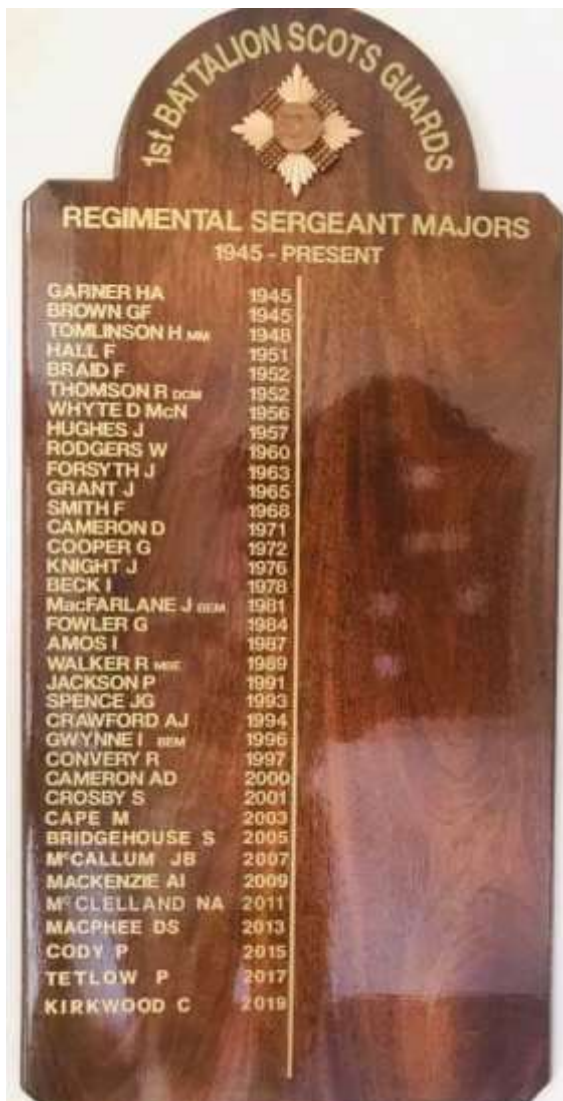 1st BATTALION SCOTS GUARDS
REGIMENTAL SERGEANT MAJORS
1945 - PRESENT
GARNER HA 1945
BROWN GF 1945
TOMLINSON H MM 1948
HALL F 1951
BRAID F 1952
THOMSON R DCM 1952
WHYTE D McN 1956
HUGHES J 1957
RODGERS W 1960
FORSYTH J 1963
GRANT J 1965
SMITH F 1968
CAMERON D 1971
COOPER G 1972
KNIGHT J 1976
BECK I 1978
MacFARLANE J BEM 1981
FOWLER G 1984
AMOS I 1987
WALKER R MBE 1989
JACKSON P 1991
SPENCE JG 1993
CRAWFORD AJ 1994
GWYNNE I BEM 1996
CONVERY R 1997
CAMERON AD 2000
CROSBY S 2001
CAPE M 2003
BRIDGEHOUSE S 2005
McCALLUM JB 2007
MACKENZIE AI 2009
McCLELLAND NA 2011
MACPHEE DS 2013
CODY P 2015
TETLOW P 2017
KIRKWOOD C 2019